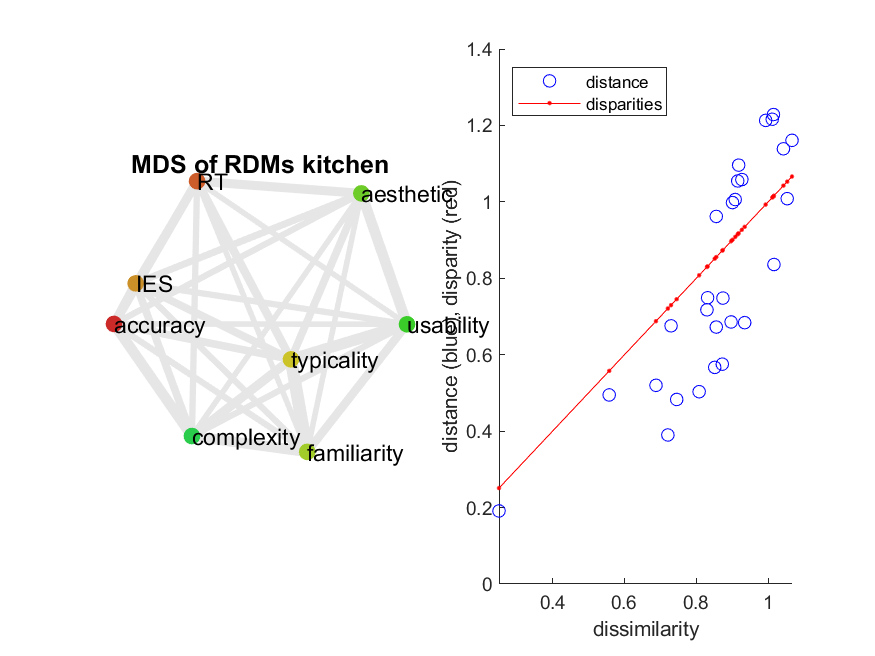 MDS of RDMs kitchen
RT
aesthetic
IES
accuracy
usability
typicality
complexity
familiarity
distance (blue), disparity (red)
1.4
1.2
1
0.8
0.6
0.4
0.2
0
distance
disparities
0.4 0.6 0.8 1
dissimilarity